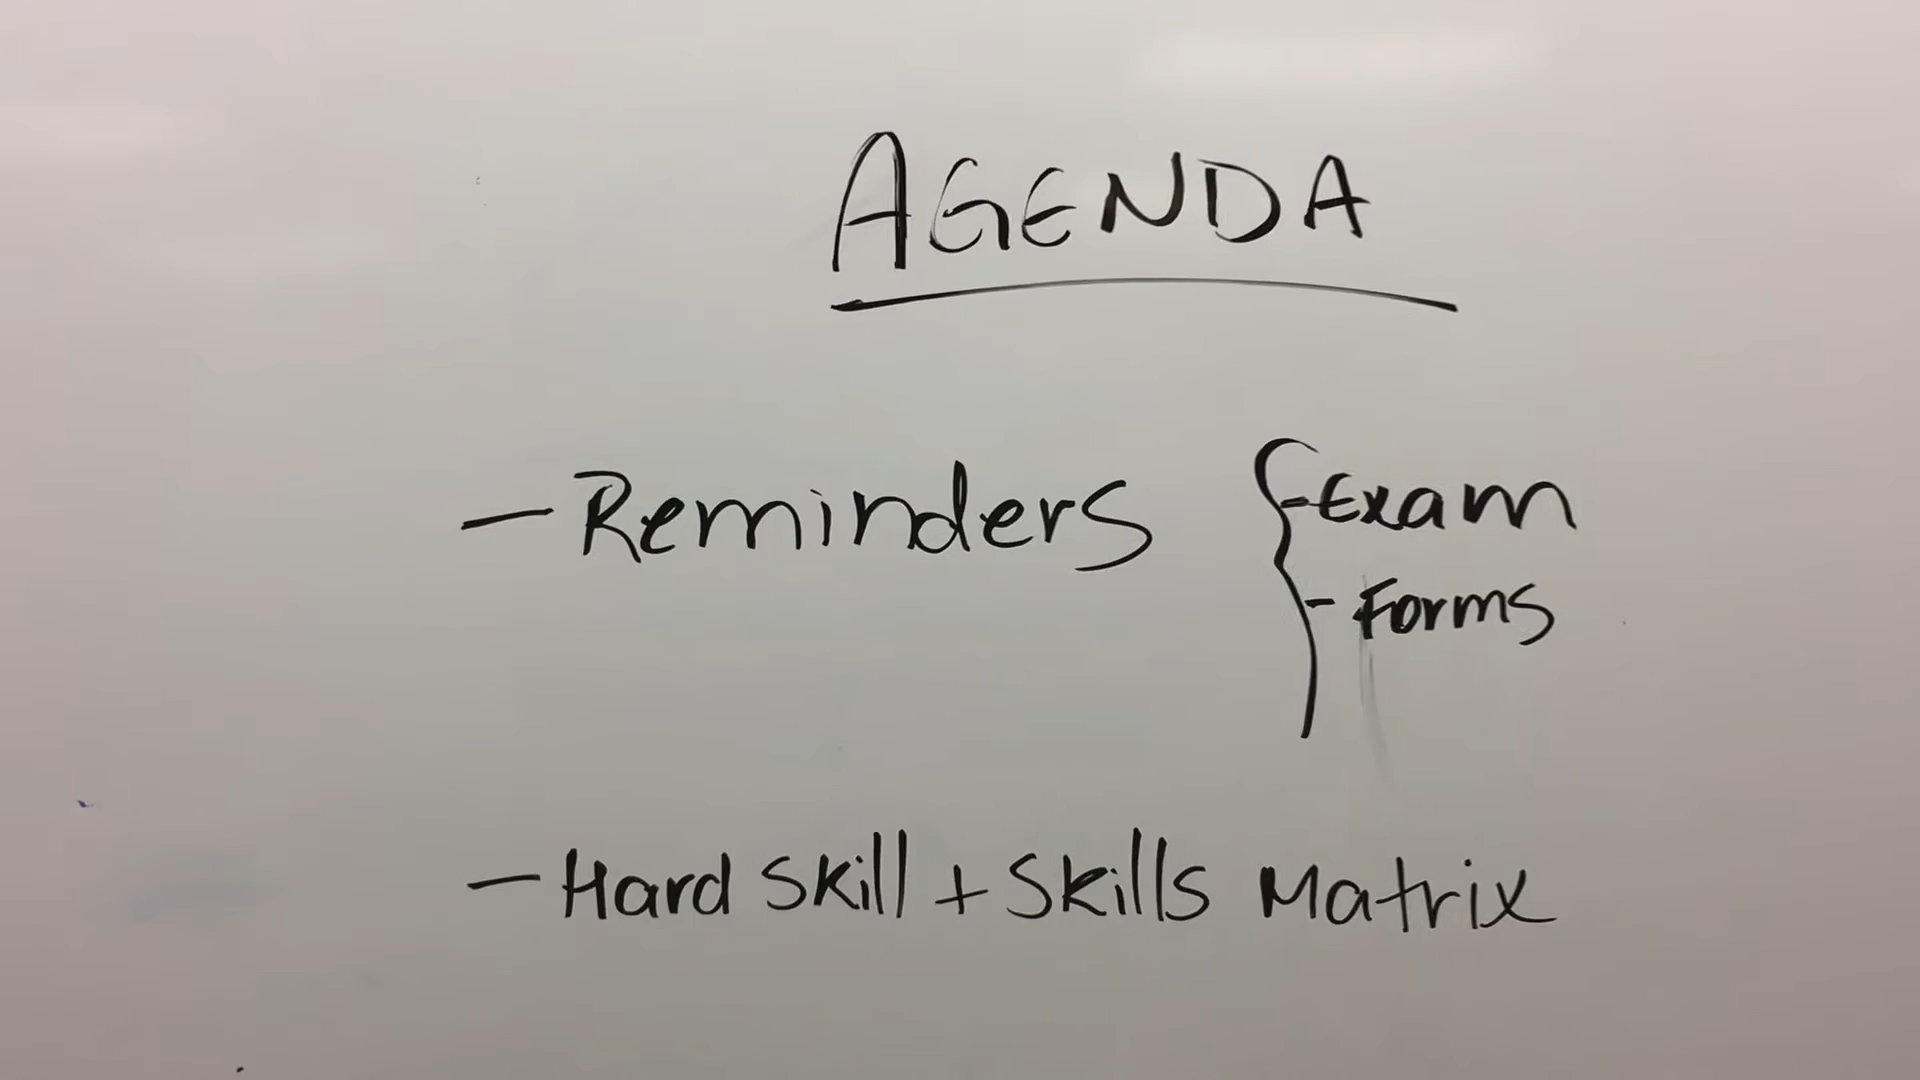 AGENDA
- Reminders { - Exam
- Forms
- Hard Skill + Skills Matrix